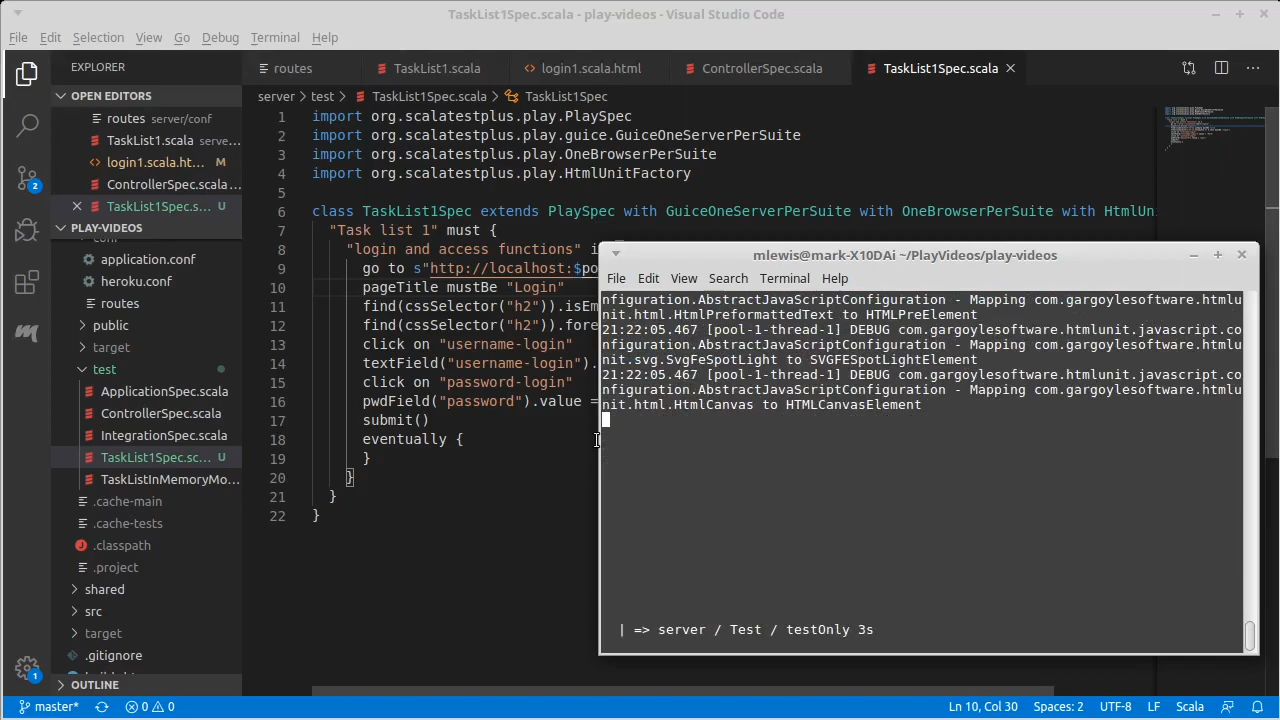 TaskList1Spec.scala - play-videos - Visual Studio Code
File Edit Selection View Go Debug Terminal Help
EXPLORER
routes TaskList1.scala login1.scala.html ControllerSpec.scala TaskList1Spec.scala
OPEN EDITORS
routes server/conf
TaskList1.scala serve...
login1.scala.ht... M
ControllerSpec.scala ...
TaskList1Spec.s... U
PLAY-VIDEOS
application.conf
heroku.conf
routes
public
target
test
ApplicationSpec.scala
ControllerSpec.scala
IntegrationSpec.scala
TaskList1Spec.sc... U
TaskListInMemoryMo...
.cache-main
.cache-tests
.classpath
.project
shared
src
target
.gitignore
OUTLINE
2
1
server test TaskList1Spec.scala TaskList1Spec
1 import org.scalatestplus.play.PlaySpec
2 import org.scalatestplus.play.guice.GuiceOneServerPerSuite
3 import org.scalatestplus.play.OneBrowserPerSuite
4 import org.scalatestplus.play.HtmlUnitFactory
5
6 class TaskList1Spec extends PlaySpec with GuiceOneServerPerSuite with OneBrowserPerSuite with HtmlUni
7 "Task list 1" must {
8 "login and access functions" i
9 go to s"http://localhost:$po
10 pageTitle mustBe "Login"
11 find(cssSelector("h2")).isEm
12 find(cssSelector("h2")).fore
13 click on "username-login"
14 textField("username-login").
15 click on "password-login"
16 pwdField("password").value =
17 submit()
18 eventually {
19 }
20 }
21 }
22 }
mlewis@mark-X10DAi ~/PlayVideos/play-videos
File Edit View Search Terminal Help
nfiguration.AbstractJavaScriptConfiguration - Mapping com.gargoylesoftware.htmlu
nit.html.HtmlPreformattedText to HTMLPreElement
21:22:05.467 [pool-1-thread-1] DEBUG com.gargoylesoftware.htmlunit.javascript.co
nfiguration.AbstractJavaScriptConfiguration - Mapping com.gargoylesoftware.htmlu
nit.svg.SvgFeSpotLight to SVGFESpotLightElement
21:22:05.467 [pool-1-thread-1] DEBUG com.gargoylesoftware.htmlunit.javascript.co
nfiguration.AbstractJavaScriptConfiguration - Mapping com.gargoylesoftware.htmlu
nit.html.HtmlCanvas to HTMLCanvasElement
| => server / Test / testOnly 3s
master* 0 0 Ln 10, Col 30 Spaces: 2 UTF-8 LF Scala